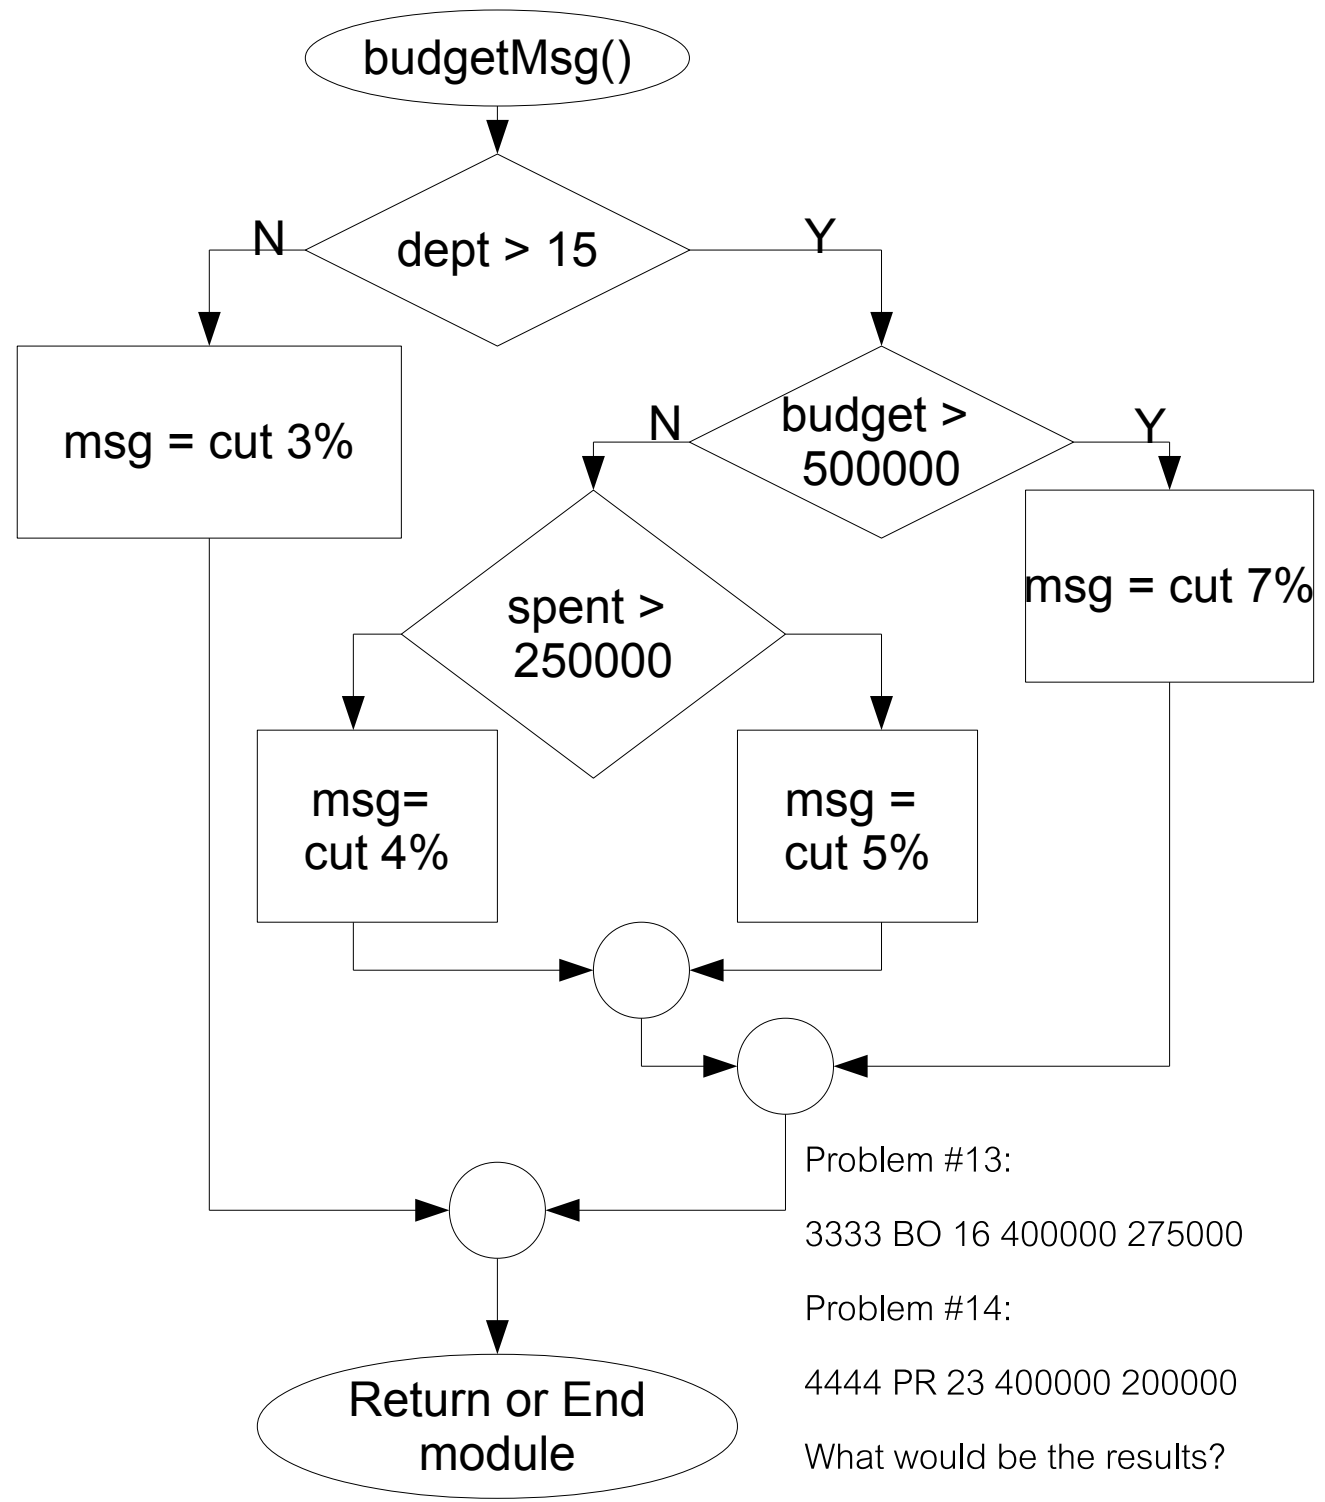 budgetMsg()
N
Y
dept > 15
msg = cut 3%
N
budget >
500000
Y
spent >
250000
msg = cut 7%
msg=
cut 4%
msg =
cut 5%
Problem #13:
3333 BO 16 400000 275000
Problem #14:
4444 PR 23 400000 200000
What would be the results?
Return or End
module